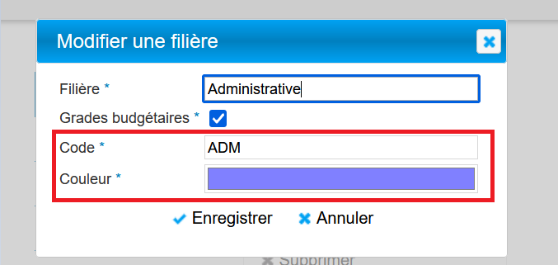 Modifier une filière
Filière * Administrative
Grades budgétaires *
Code * ADM
Couleur *
Enregistrer Annuler
Supprimer